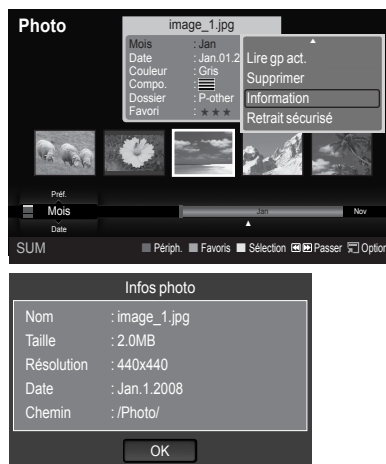 Photo
image_1.jpg
Mois : Jan
Date : Jan.01.2
Couleur : Gris
Compo. :
Dossier : P-other
Favori : ★ ★ ★
Lire gp act.
Supprimer
Information
Retrait sécurisé
Préf.
Mois
Date
Jan
Nov
SUM
Périph. Favoris Sélection Passer Option
Infos photo
Nom : image_1.jpg
Taille : 2.0MB
Résolution : 440x440
Date : Jan.1.2008
Chemin : /Photo/
OK